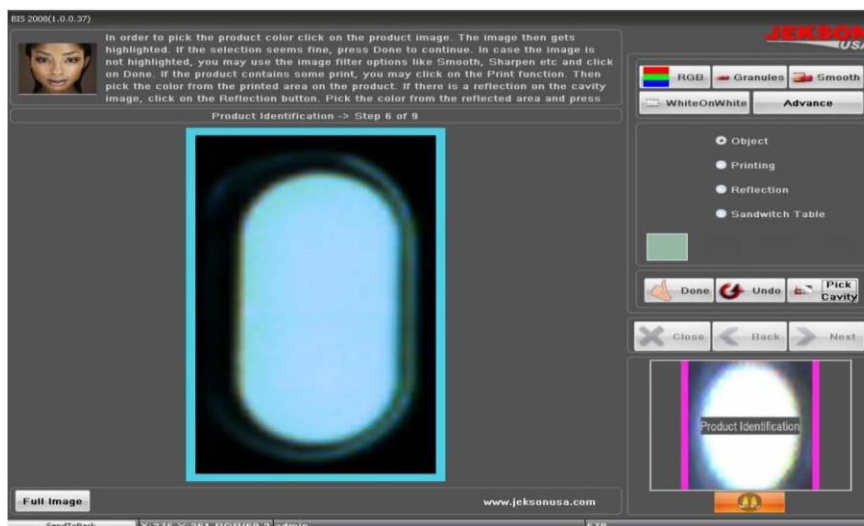 BIS 2008(1.0.0.37)
In order to pick the product color click on the product image. The image then gets
highlighted. If the selection seems fine, press Done to continue. In case the image is
not highlighted, you may use the image filter options like Smooth, Sharpen etc and click
on Done. If the product contains some print, you may click on the Print function. Then
pick the color from the printed area on the product. If there is a reflection on the cavity
image, click on the Reflection button. Pick the color from the reflected area and press
Product Identification -> Step 6 of 9
JEKSON
USA
RGB
Granules
Smooth
WhiteOnWhite
Advance
Object
Printing
Reflection
Sandwitch Table
Done
Undo
Pick
Cavity
Close
Back
Next
Product Identification
Full Image
www.jeksonusa.com
SendToBack
admin